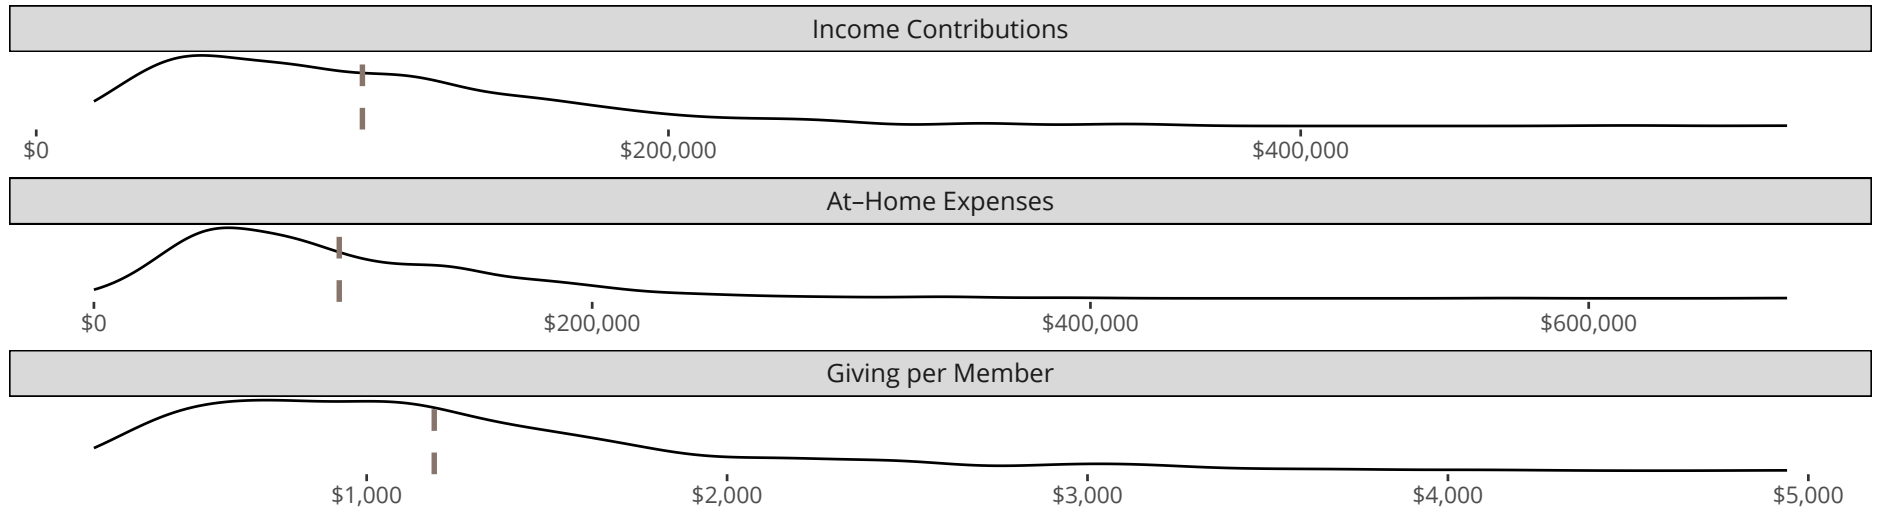 Income Contributions
$0 $200,000 $400,000
At–Home Expenses
$0 $200,000 $400,000 $600,000
Giving per Member
$1,000 $2,000 $3,000 $4,000 $5,000